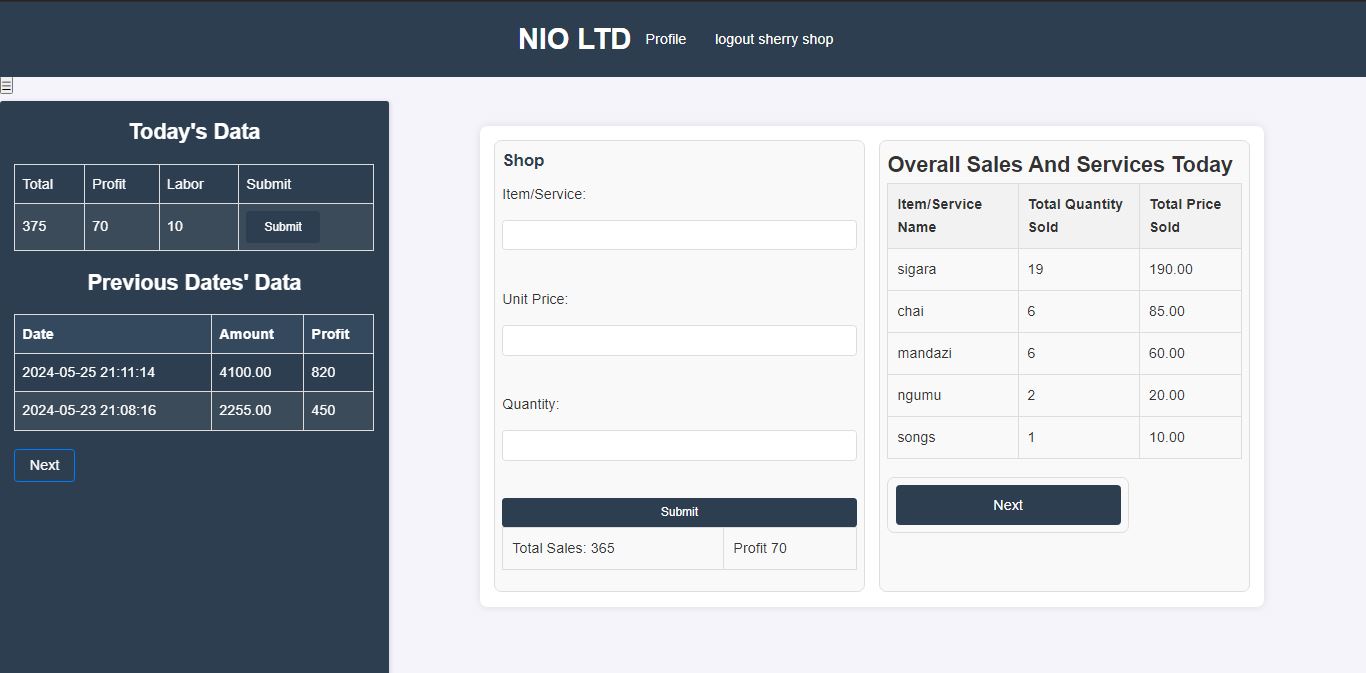 NIO LTD Profile logout sherry shop
☰
Today's Data
Total Profit Labor Submit
375 70 10 Submit
Previous Dates' Data
Date Amount Profit
2024-05-25 21:11:14 4100.00 820
2024-05-23 21:08:16 2255.00 450
Next
Shop
Item/Service:
Unit Price:
Quantity:
Submit
Total Sales: 365 Profit 70
Overall Sales And Services Today
Item/Service Name Total Quantity Sold Total Price Sold
sigara 19 190.00
chai 6 85.00
mandazi 6 60.00
ngumu 2 20.00
songs 1 10.00
Next